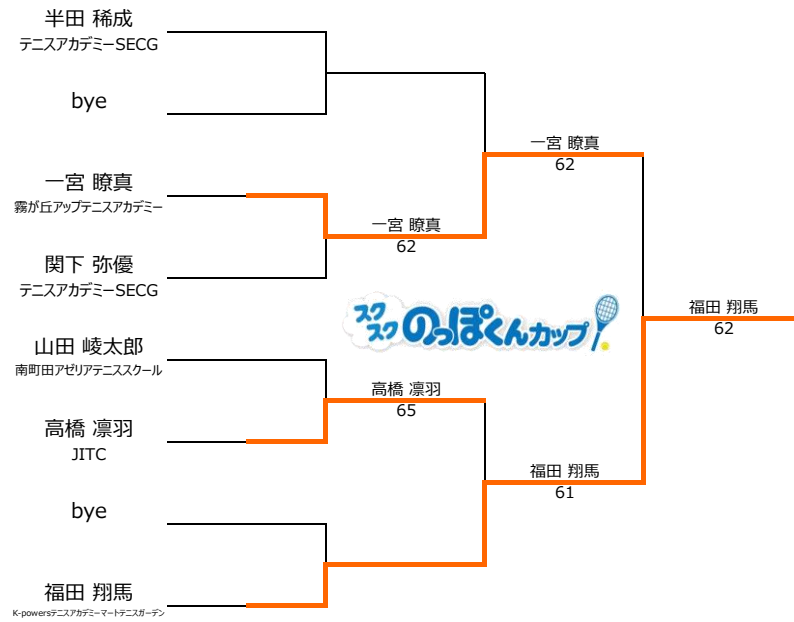 半田 稀成
テニスアカデミーSECG
bye
一宮 瞭真
霧が丘アップテニスアカデミー
関下 弥優
テニスアカデミーSECG
山田 崚太郎
南町田アゼリアテニススクール
高橋 凛羽
JITC
bye
福田 翔馬
K-powersテニスアカデミーマートテニスガーデン
一宮 瞭真
62
高橋 凛羽
65
一宮 瞭真
62
福田 翔馬
61
福田 翔馬
62
スクスクのっぽくんカップ